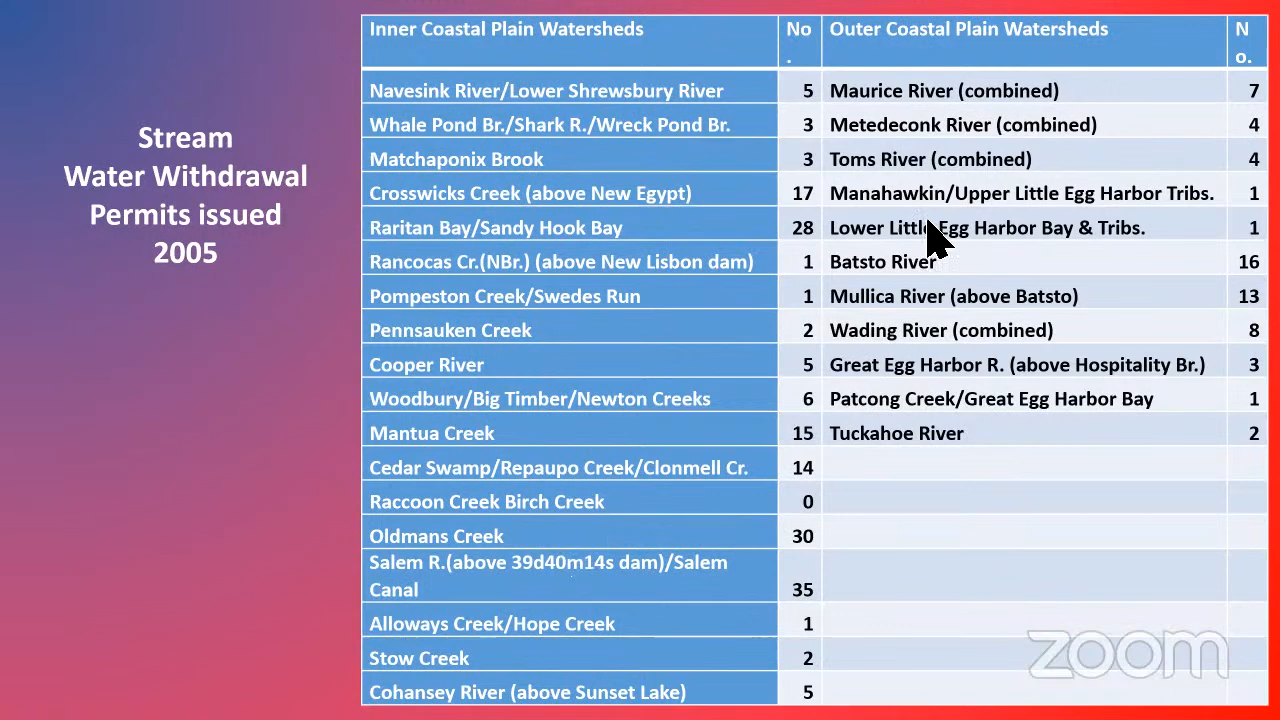 Stream
Water Withdrawal
Permits issued
2005
Inner Coastal Plain Watersheds No. Outer Coastal Plain Watersheds No.
Navesink River/Lower Shrewsbury River 5 Maurice River (combined) 7
Whale Pond Br./Shark R./Wreck Pond Br. 3 Metedeconk River (combined) 4
Matchaponix Brook 3 Toms River (combined) 4
Crosswicks Creek (above New Egypt) 17 Manahawkin/Upper Little Egg Harbor Tribs. 1
Raritan Bay/Sandy Hook Bay 28 Lower Little Egg Harbor Bay & Tribs. 1
Rancocas Cr.(NBr.) (above New Lisbon dam) 1 Batsto River 16
Pompeston Creek/Swedes Run 1 Mullica River (above Batsto) 13
Pennsauken Creek 2 Wading River (combined) 8
Cooper River 5 Great Egg Harbor R. (above Hospitality Br.) 3
Woodbury/Big Timber/Newton Creeks 6 Patcong Creek/Great Egg Harbor Bay 1
Mantua Creek 15 Tuckahoe River 2
Cedar Swamp/Repaupo Creek/Clonmell Cr. 14
Raccoon Creek Birch Creek 0
Oldmans Creek 30
Salem R.(above 39d40m14s dam)/Salem
Canal 35
Alloways Creek/Hope Creek 1
Stow Creek 2
Cohansey River (above Sunset Lake) 5
zoom